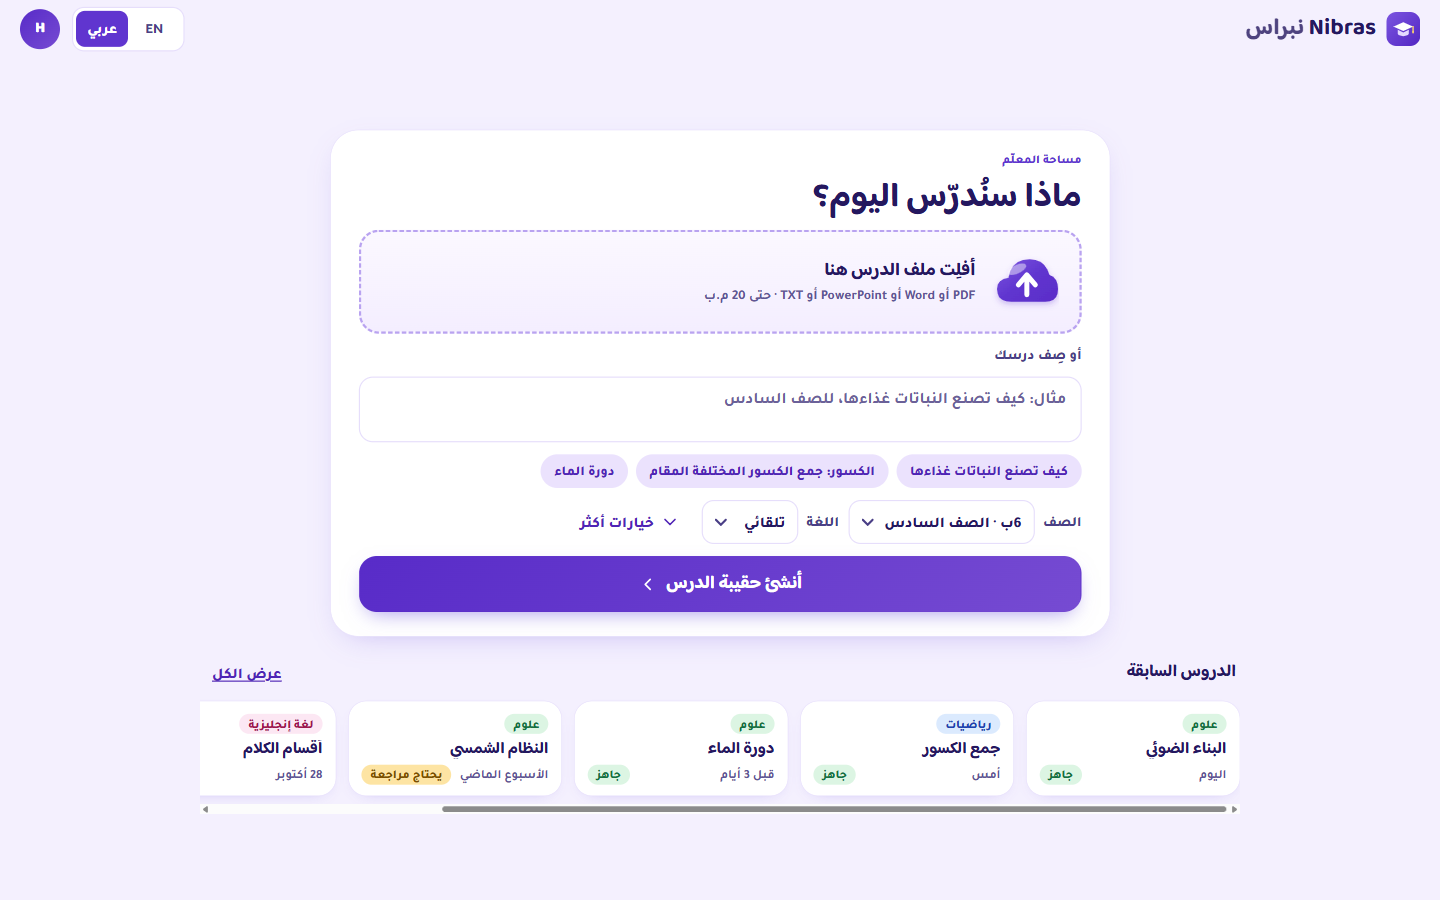 Nibras نبراس
عربي
EN
H
مساحة المعلّم
ماذا سنُدرّس اليوم؟
أفلِت ملف الدرس هنا
PDF أو Word أو PowerPoint أو TXT · حتى 20 م.ب
أو صِف درسك
مثال: كيف تصنع النباتات غذاءها، للصف السادس
كيف تصنع النباتات غذاءها
الكسور: جمع الكسور المختلفة المقام
دورة الماء
الصف
6ب · الصف السادس
اللغة
تلقائي
خيارات أكثر
أنشئ حقيبة الدرس
الدروس السابقة
عرض الكل
علوم
البناء الضوئي
اليوم
جاهز
رياضيات
جمع الكسور
أمس
جاهز
علوم
دورة الماء
قبل 3 أيام
جاهز
علوم
النظام الشمسي
الأسبوع الماضي
يحتاج مراجعة
لغة إنجليزية
أقسام الكلام
28 أكتوبر